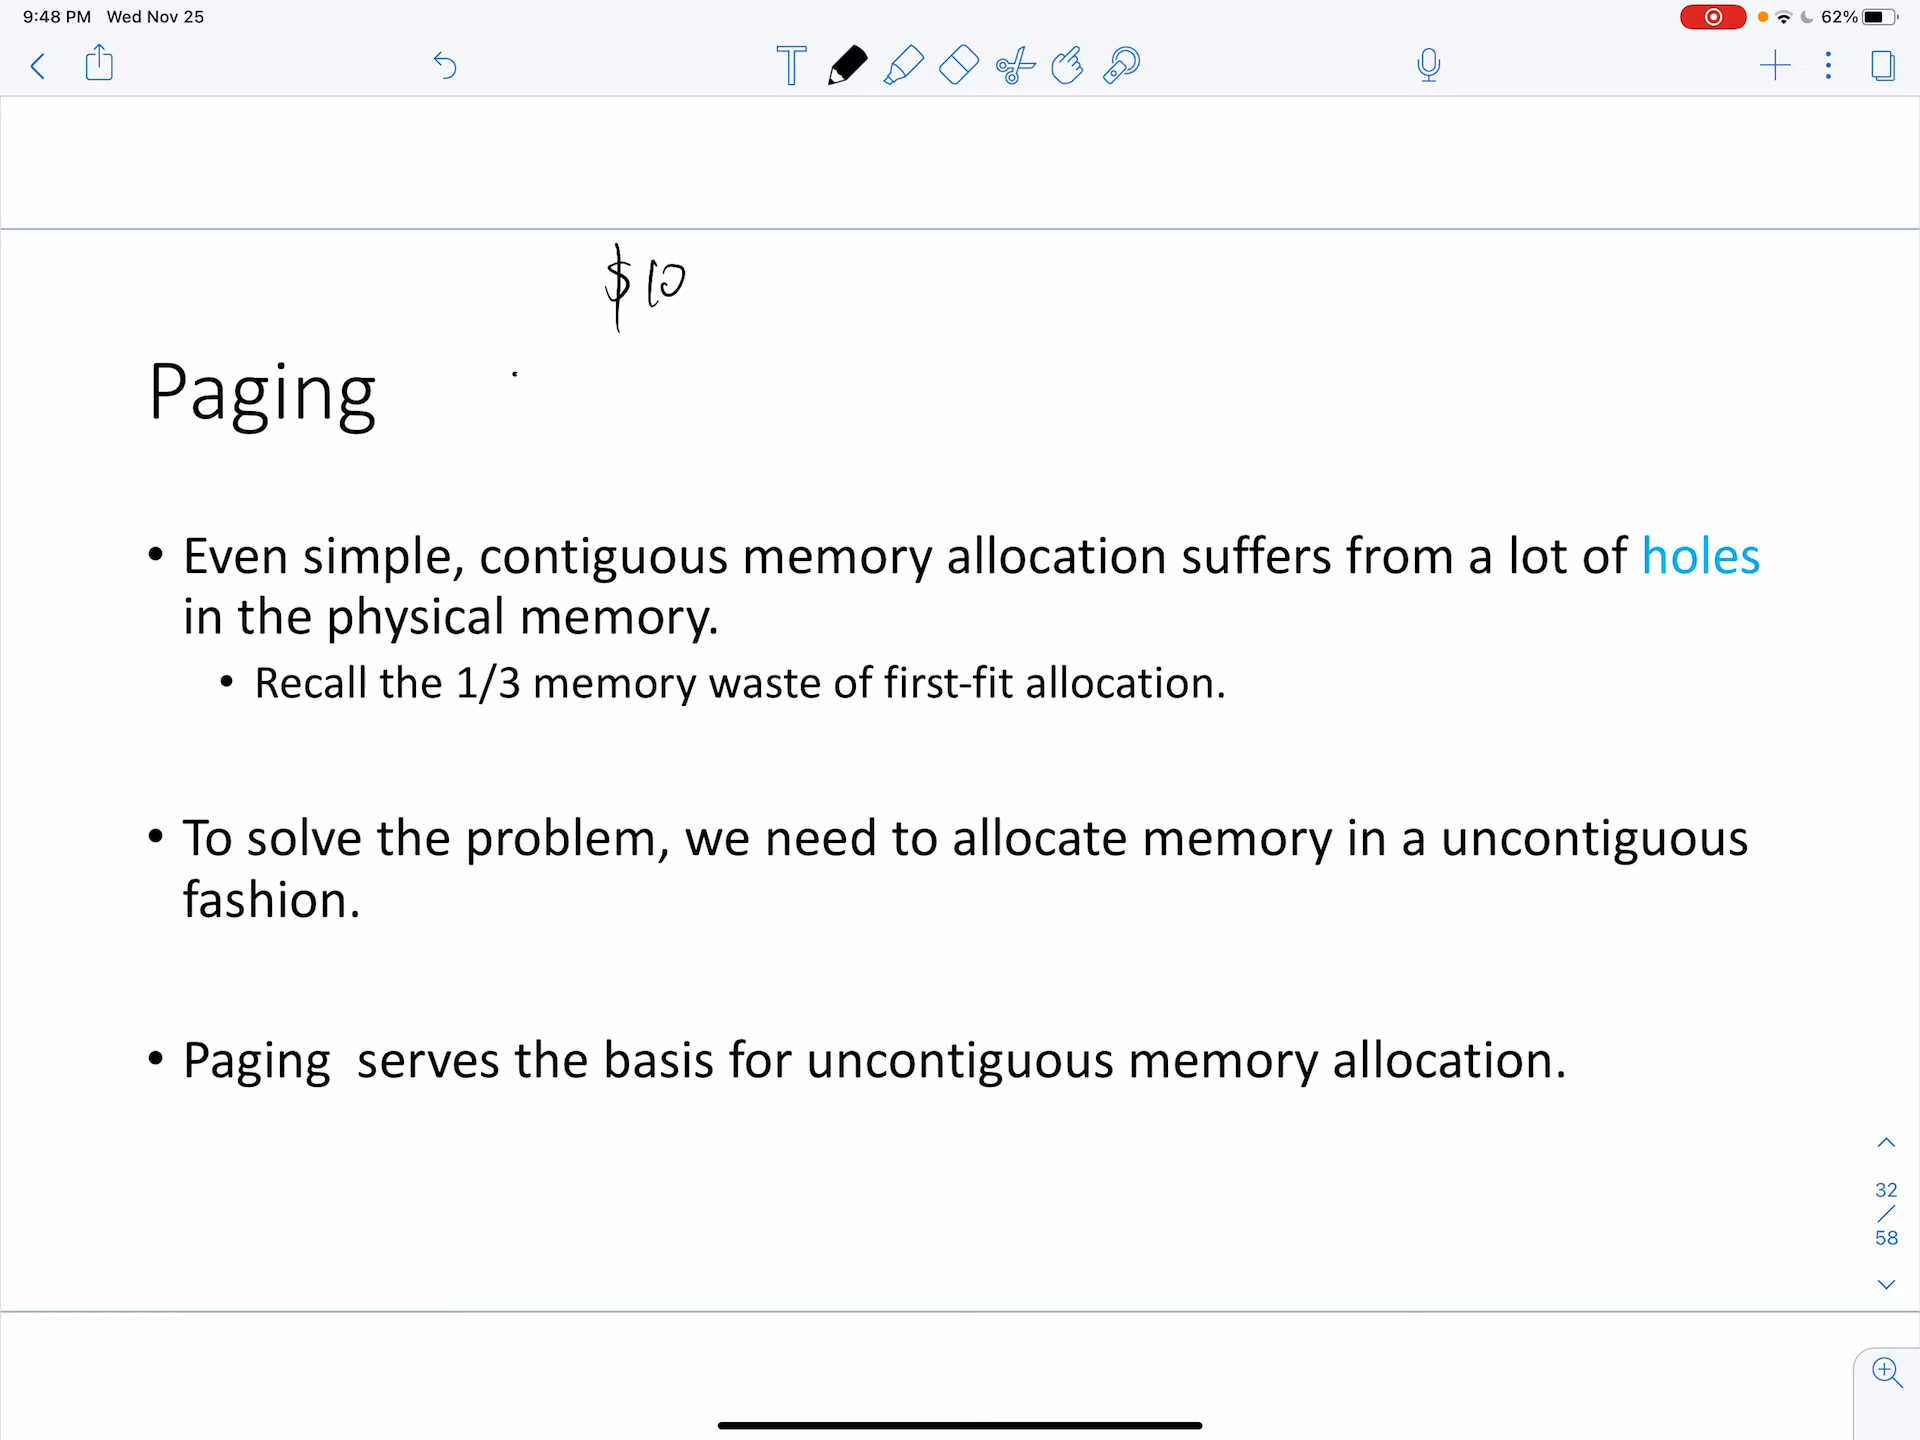 9:48 PM Wed Nov 25
62%
$10
Paging
• Even simple, contiguous memory allocation suffers from a lot of holes
in the physical memory.
• Recall the 1/3 memory waste of first-fit allocation.
• To solve the problem, we need to allocate memory in a uncontiguous
fashion.
• Paging  serves the basis for uncontiguous memory allocation.
32
/
58